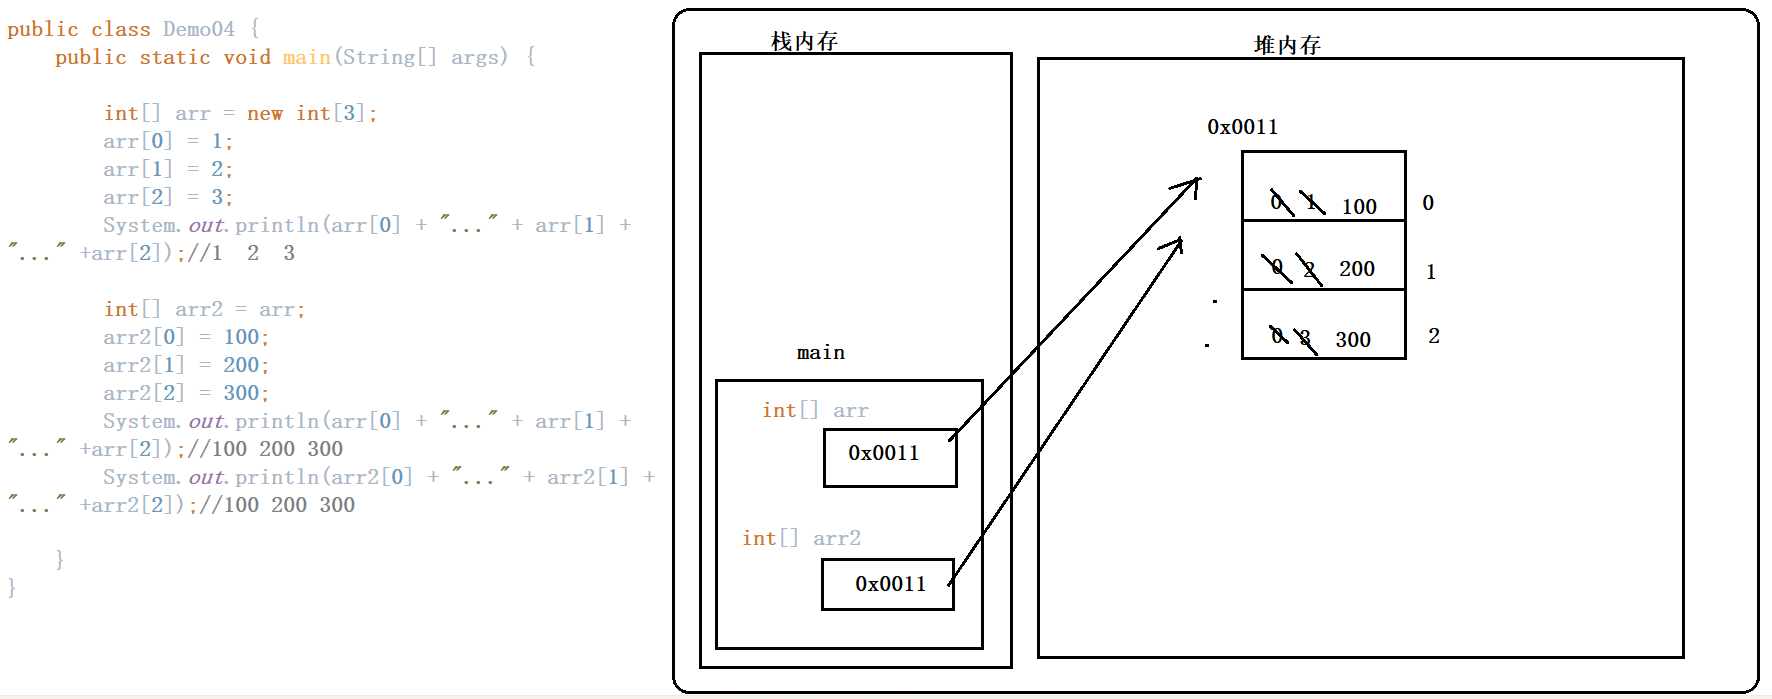 public class Demo04 {
public static void main(String[] args) {
int[] arr = new int[3];
arr[0] = 1;
arr[1] = 2;
arr[2] = 3;
System.out.println(arr[0] + "..." + arr[1] +
"..." +arr[2]);//1  2  3
int[] arr2 = arr;
arr2[0] = 100;
arr2[1] = 200;
arr2[2] = 300;
System.out.println(arr[0] + "..." + arr[1] +
"..." +arr[2]);//100 200 300
System.out.println(arr2[0] + "..." + arr2[1] +
"..." +arr2[2]);//100 200 300
}
}
栈内存
main
int[] arr
0x0011
int[] arr2
0x0011
堆内存
0x0011
0 1 100 0
0 2 200 1
0 3 300 2